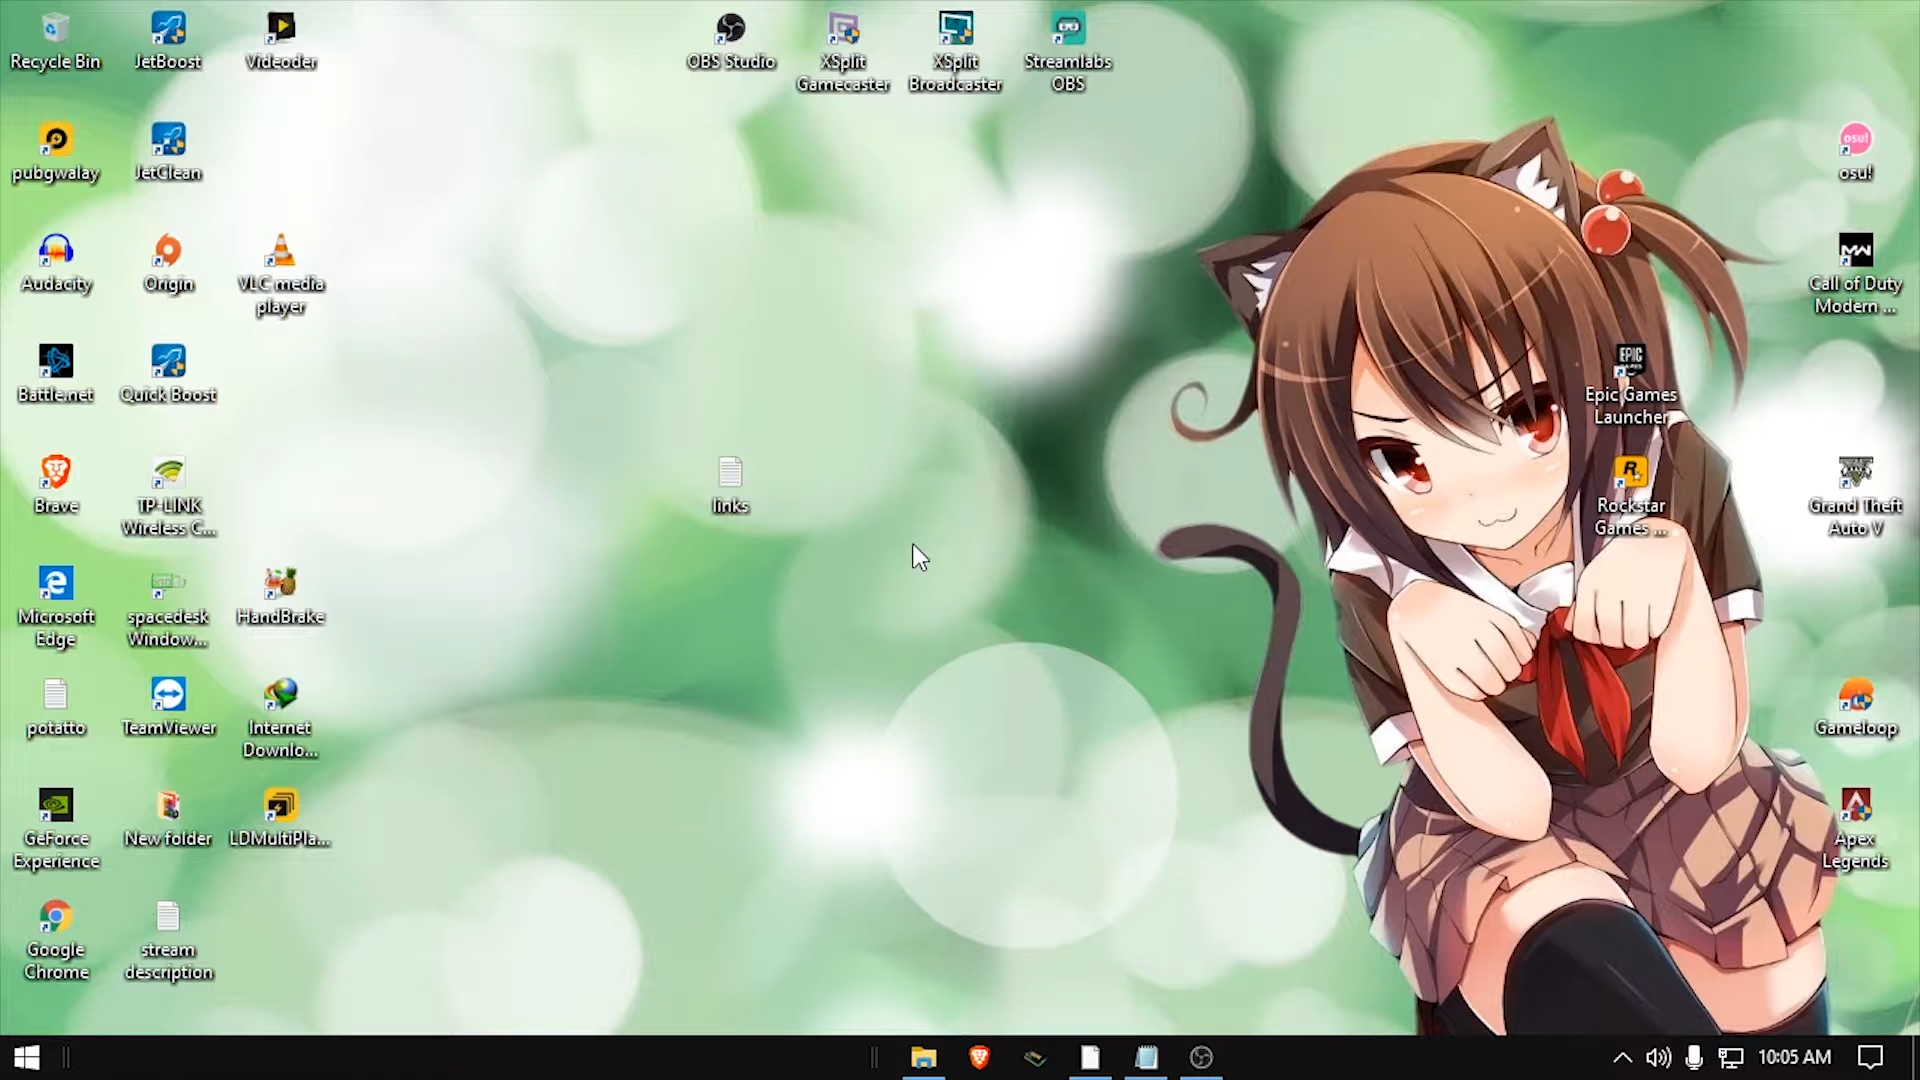 Recycle Bin
JetBoost
Videoder
OBS Studio
XSplit
Gamecaster
XSplit
Broadcaster
Streamlabs
OBS
pubgwalay
JetClean
osu!
osu!
Audacity
Origin
VLC media
player
Call of Duty
Modern ...
Battle.net
Quick Boost
EPIC
GAMES
Epic Games
Launcher
Brave
TP-LINK
Wireless C...
links
Rockstar
Games ...
Grand Theft
Auto V
Microsoft
Edge
spacedesk
Window...
HandBrake
potatto
TeamViewer
Internet
Downlo...
Gameloop
GeForce
Experience
New folder
LDMultiPla...
Apex
Legends
Google
Chrome
stream
description
10:05 AM